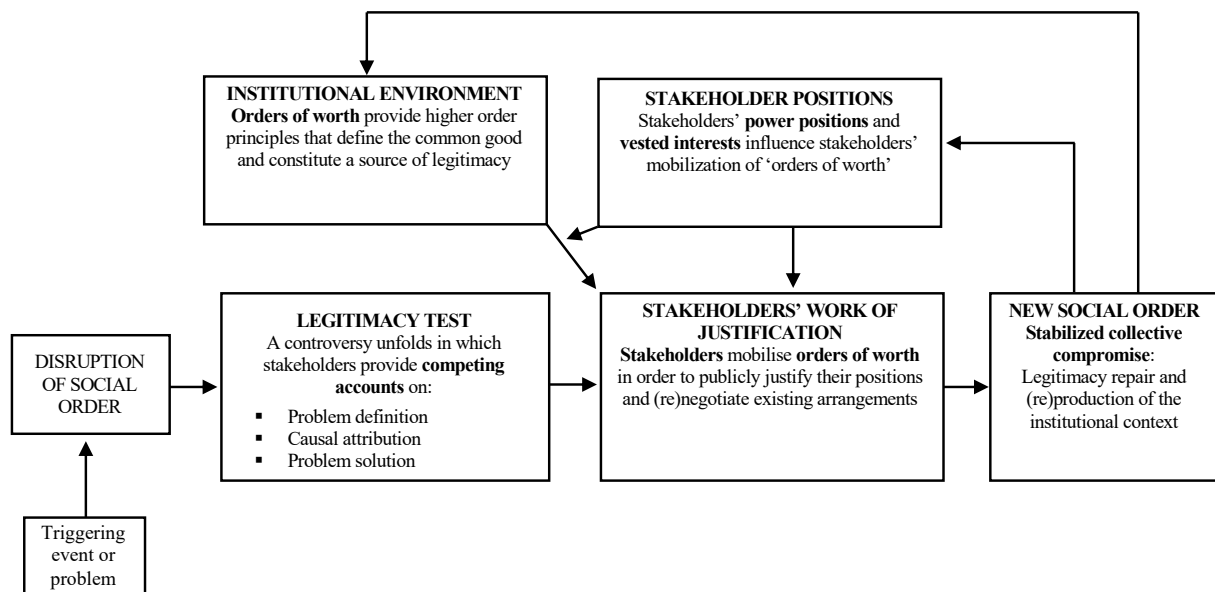 INSTITUTIONAL ENVIRONMENT
Orders of worth provide higher order
principles that define the common good
and constitute a source of legitimacy
STAKEHOLDER POSITIONS
Stakeholders’ power positions and
vested interests influence stakeholders’
mobilization of ‘orders of worth’
DISRUPTION
OF SOCIAL
ORDER
LEGITIMACY TEST
A controversy unfolds in which
stakeholders provide competing
accounts on:
▪ Problem definition
▪ Causal attribution
▪ Problem solution
STAKEHOLDERS’ WORK OF
JUSTIFICATION
Stakeholders mobilise orders of worth
in order to publicly justify their positions
and (re)negotiate existing arrangements
NEW SOCIAL ORDER
Stabilized collective
compromise:
Legitimacy repair and
(re)production of the
institutional context
Triggering
event or
problem